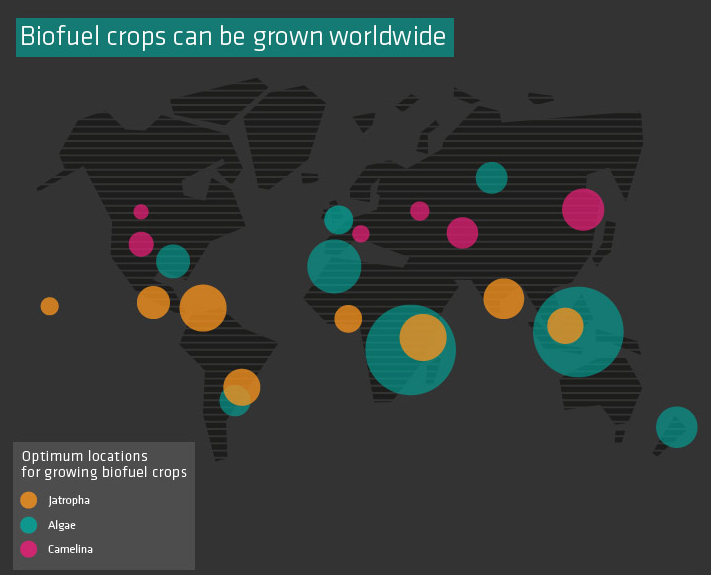 Biofuel crops can be grown worldwide
Optimum locations
for growing biofuel crops
Jatropha
Algae
Camelina